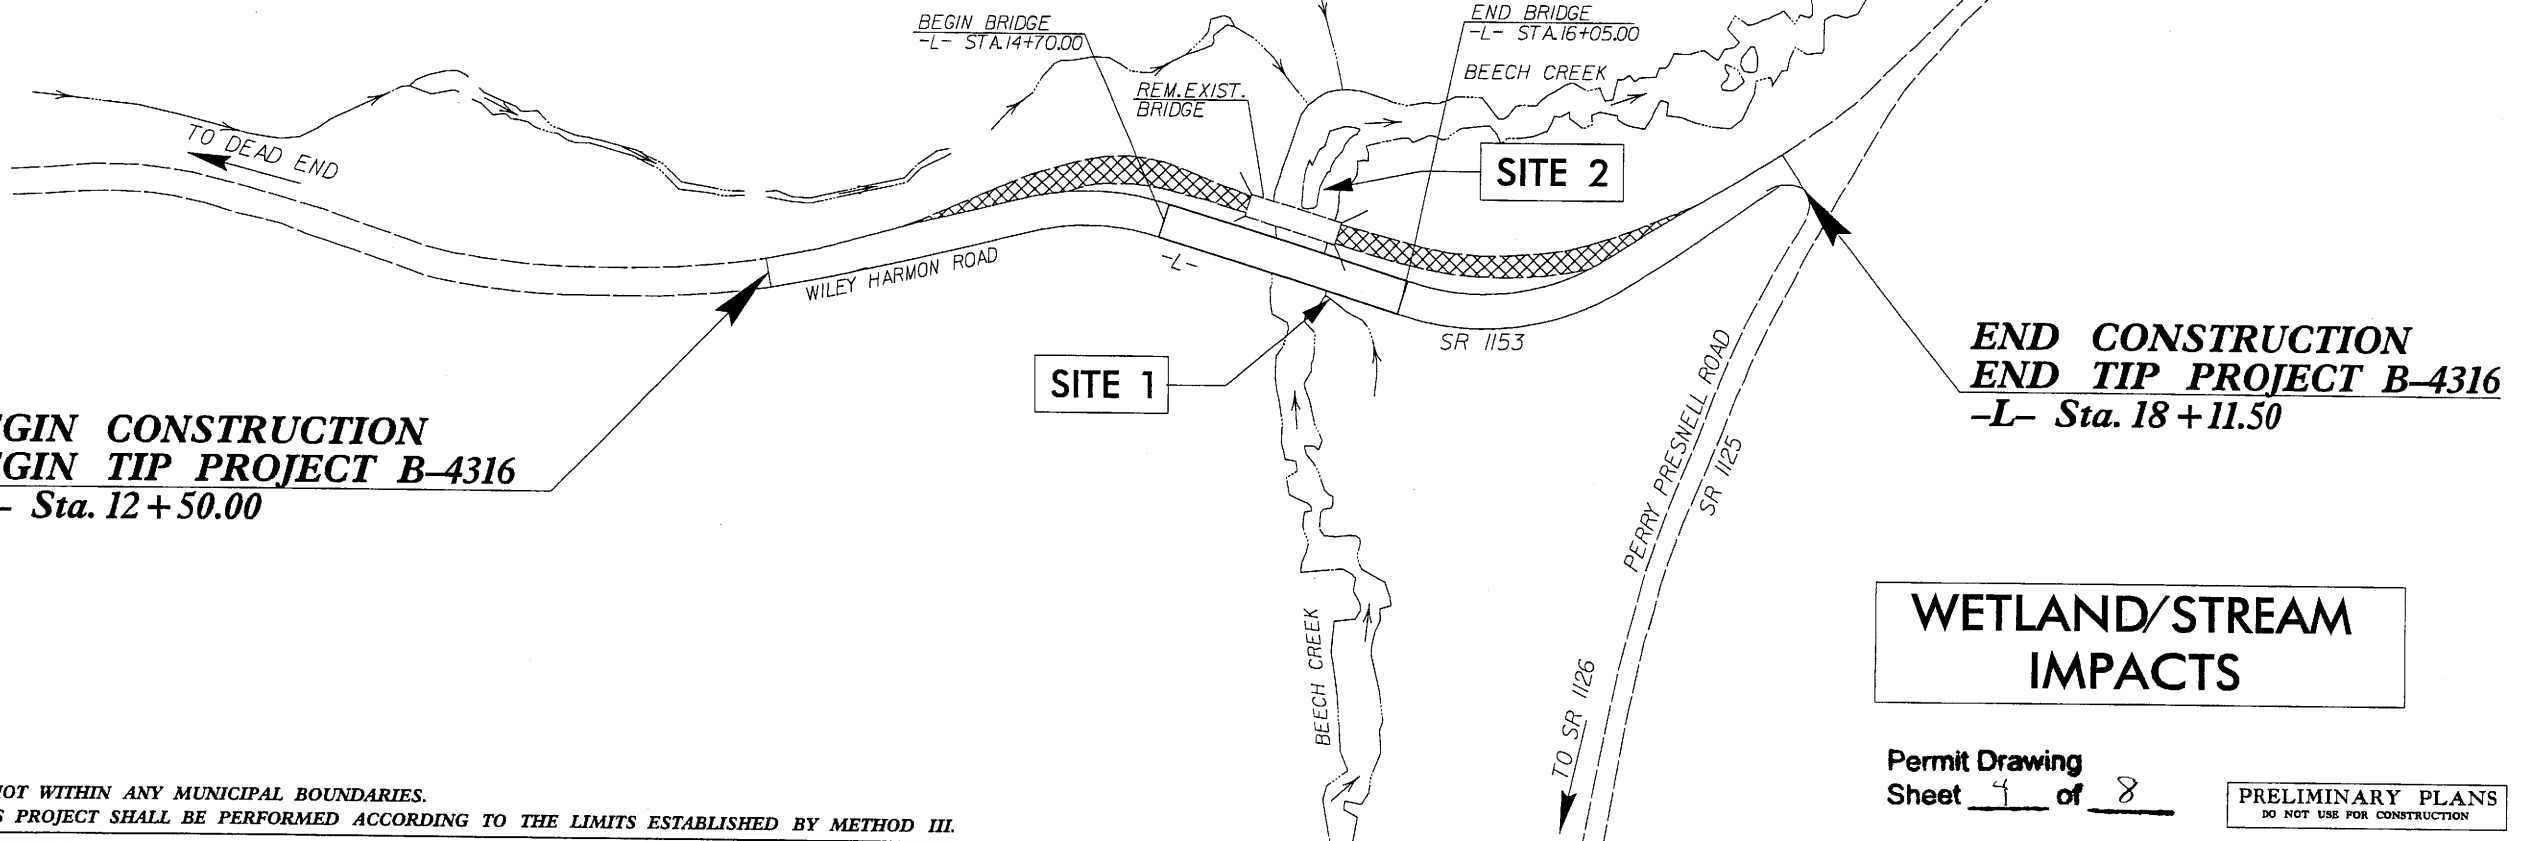 BEGIN BRIDGE
-L- STA.14+70.00
END BRIDGE
-L- STA.16+05.00
BEECH CREEK
REM.EXIST.
BRIDGE
TO DEAD END
SITE 2
WILEY HARMON ROAD
-L-
SITE 1
SR 1153
PERRY PRESNELL ROAD
SR 1125
END CONSTRUCTION
END TIP PROJECT B-4316
-L- Sta. 18+11.50
GIN CONSTRUCTION
GIN TIP PROJECT B-4316
- Sta. 12+50.00
BEECH CREEK
TO SR 1126
WETLAND/STREAM
IMPACTS
Permit Drawing
Sheet 4 of 8
PRELIMINARY PLANS
DO NOT USE FOR CONSTRUCTION
NOT WITHIN ANY MUNICIPAL BOUNDARIES.
S PROJECT SHALL BE PERFORMED ACCORDING TO THE LIMITS ESTABLISHED BY METHOD III.